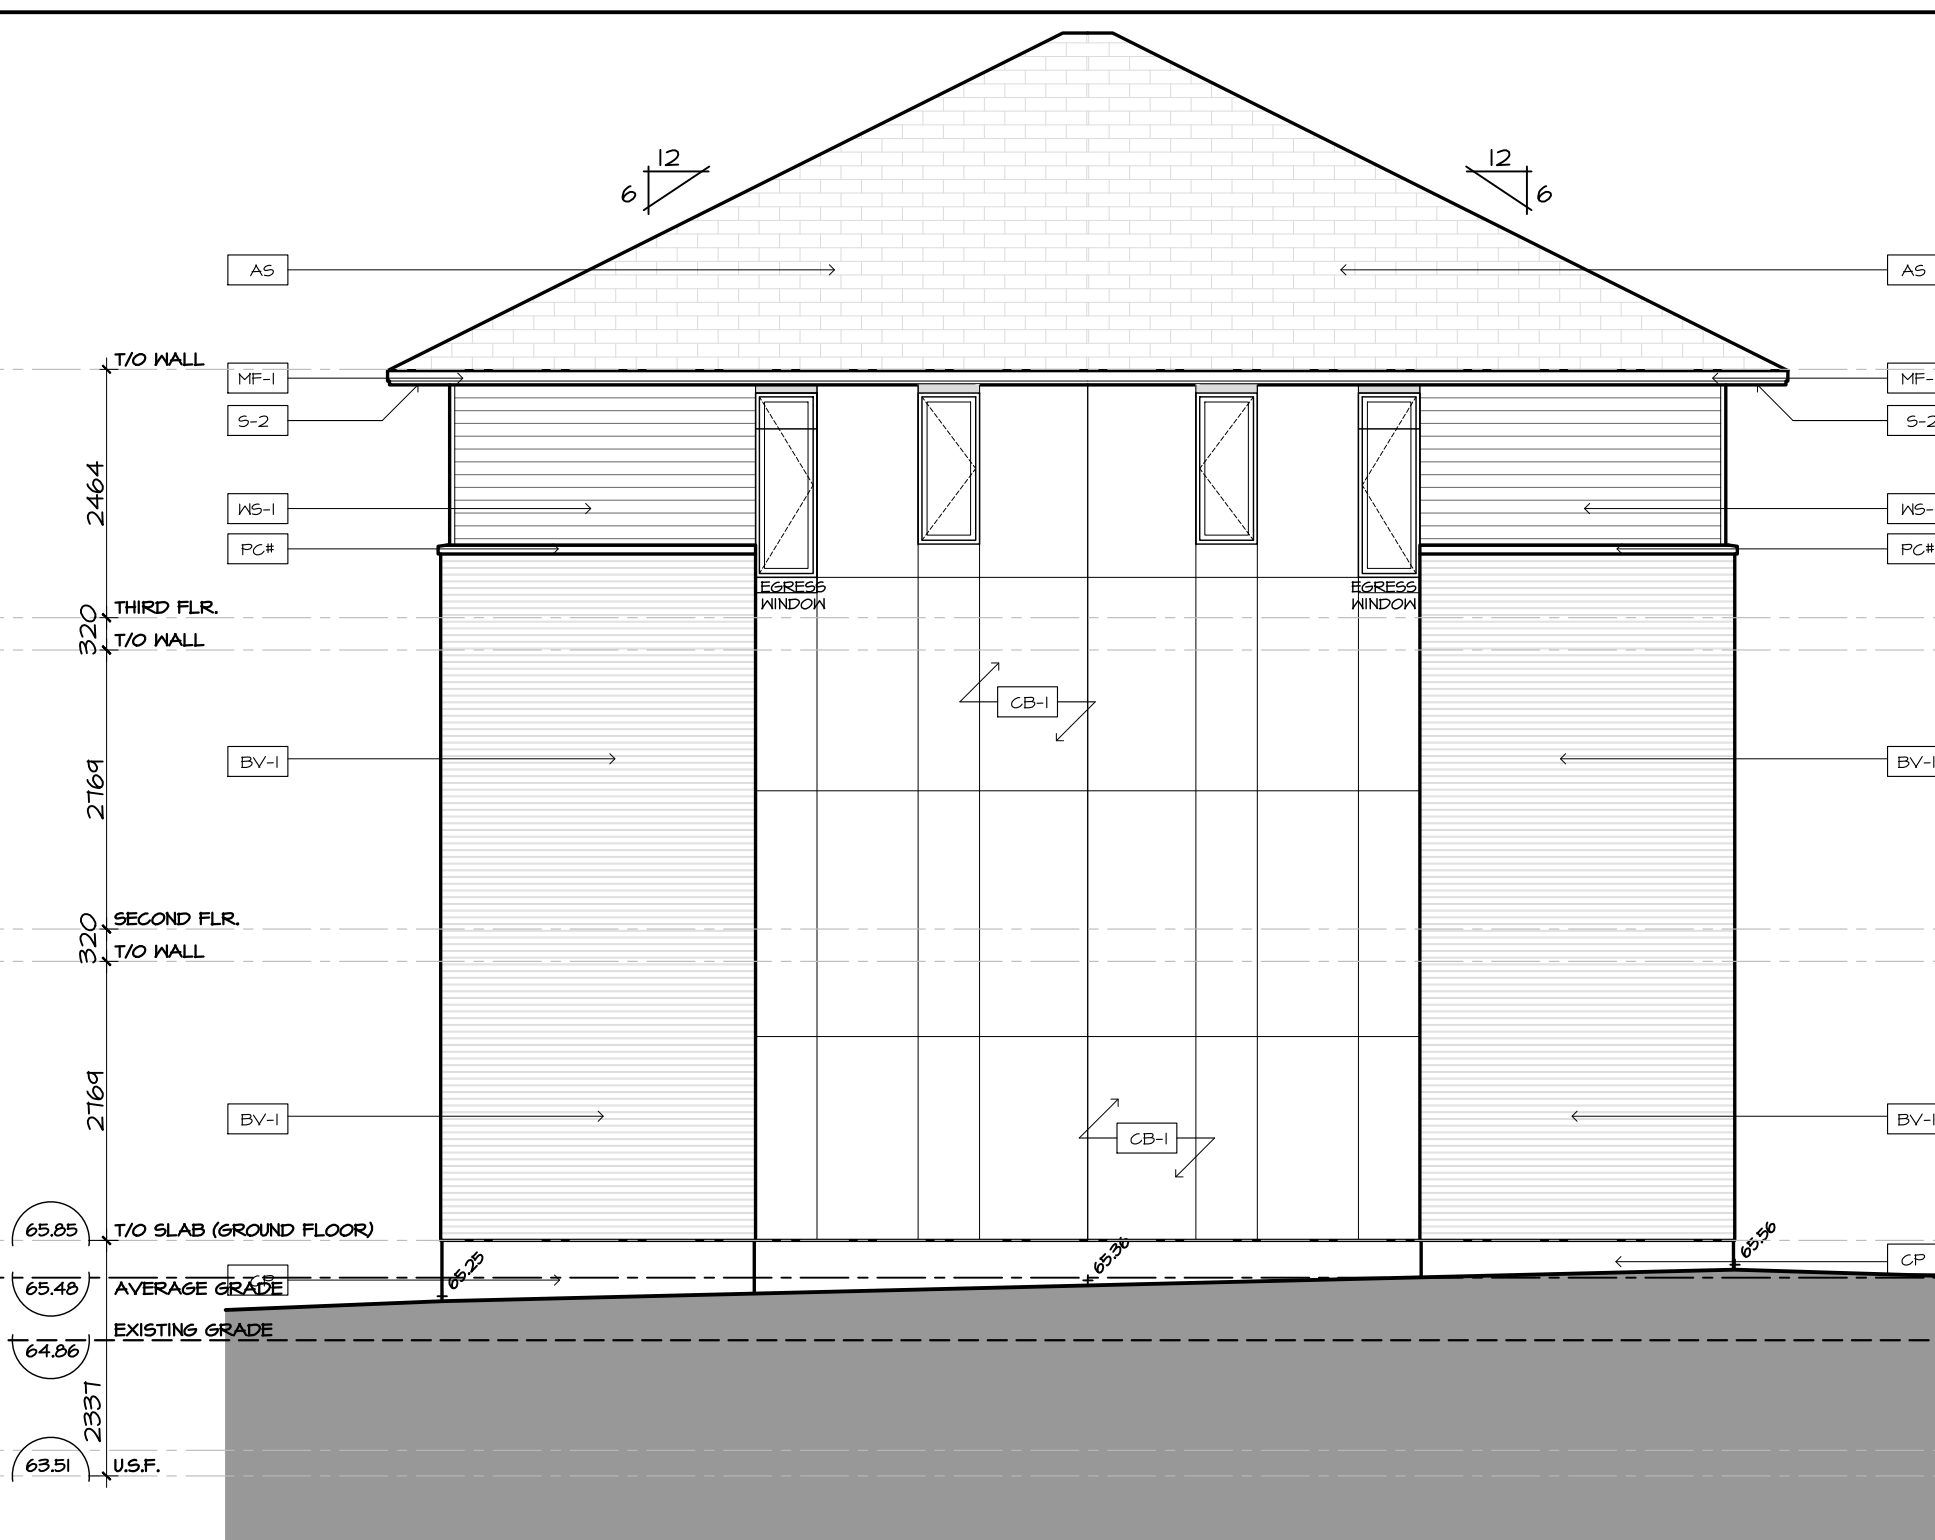 12
6
12
6
AS
AS
T/O WALL
MF-1
MF-
S-2
S-2
2464
WS-1
WS-
PC#
PC#
EGRESS
WINDOW
EGRESS
WINDOW
THIRD FLR.
320
T/O WALL
CB-1
BV-1
BV-1
2769
SECOND FLR.
320
T/O WALL
2769
BV-1
BV-1
CB-1
65.85
T/O SLAB (GROUND FLOOR)
65.25
65.36
65.56
CP
CP
65.48
AVERAGE GRADE
EXISTING GRADE
64.86
2337
63.51
U.S.F.